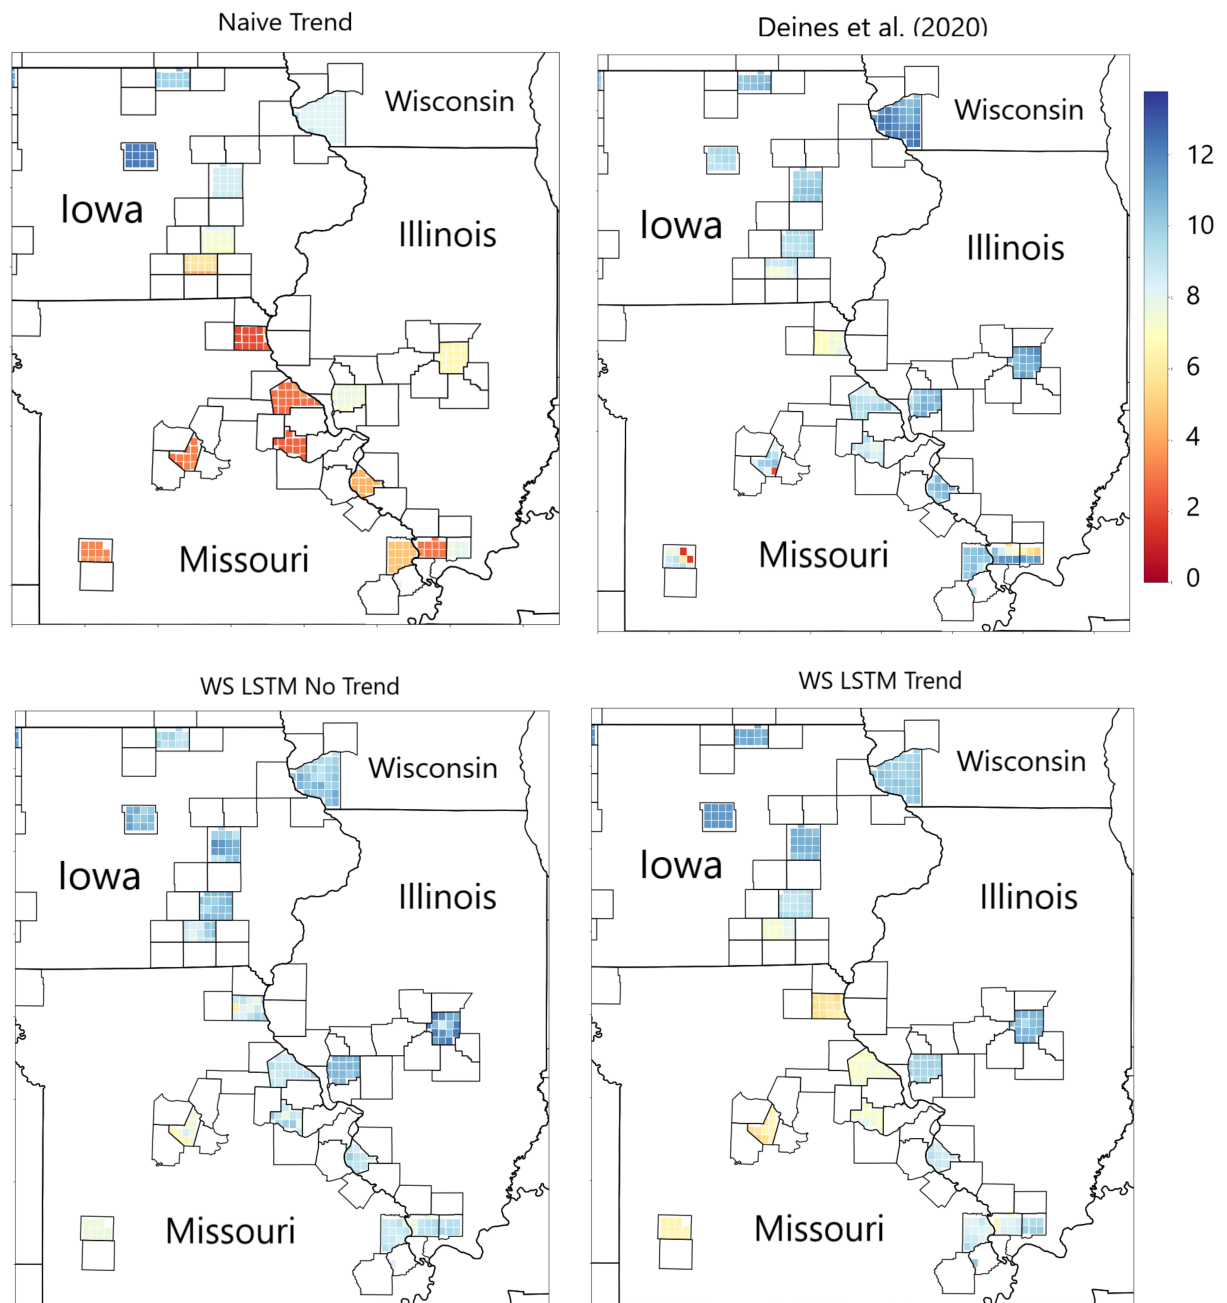 Naive Trend
Deines et al. (2020)
Wisconsin
Iowa
Illinois
Missouri
Wisconsin
Iowa
Illinois
Missouri
12
10
8
6
4
2
0
WS LSTM No Trend
WS LSTM Trend
Wisconsin
Iowa
Illinois
Missouri
Wisconsin
Iowa
Illinois
Missouri